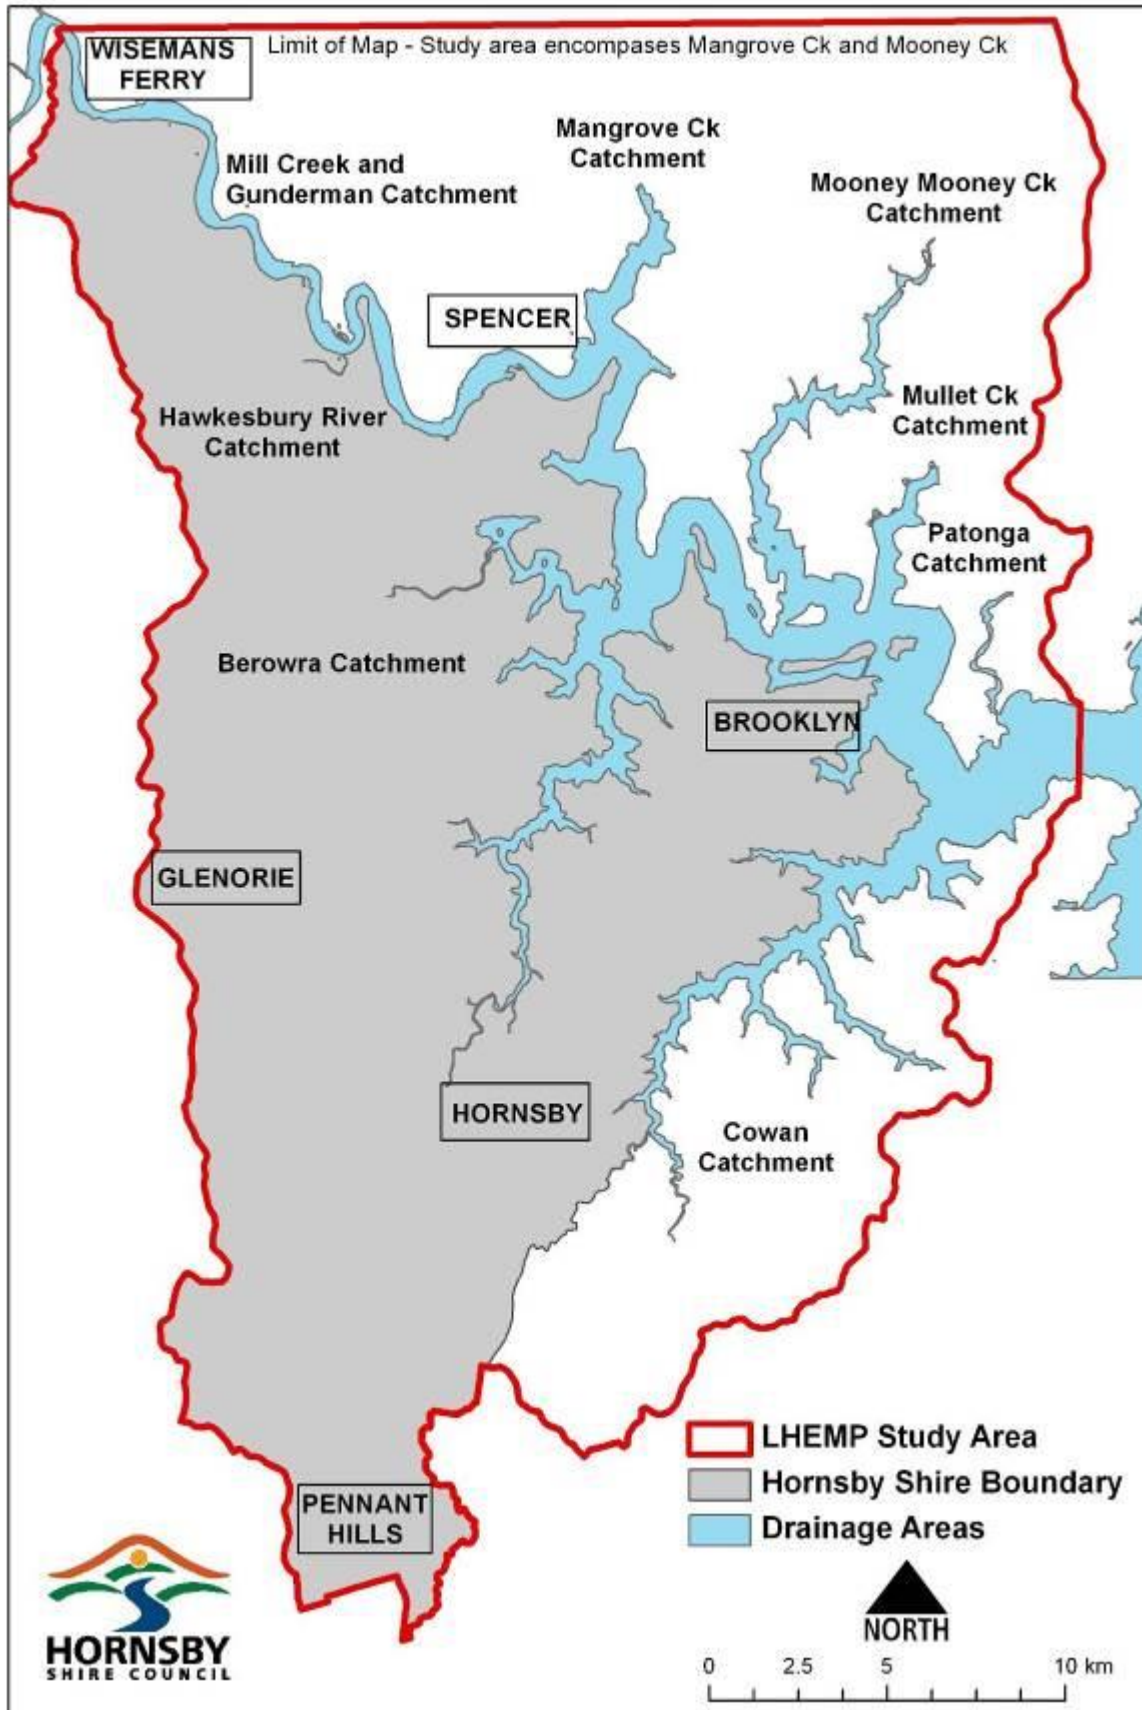 WISEMANS
FERRY
Limit of Map - Study area encompases Mangrove Ck and Mooney Ck
Mangrove Ck
Catchment
Mill Creek and
Gunderman Catchment
Mooney Mooney Ck
Catchment
SPENCER
Mullet Ck
Catchment
Hawkesbury River
Catchment
Patonga
Catchment
Berowra Catchment
BROOKLYN
GLENORIE
HORNSBY
Cowan
Catchment
LHEMP Study Area
Hornsby Shire Boundary
Drainage Areas
PENNANT
HILLS
NORTH
HORNSBY
SHIRE COUNCIL
0 2.5 5 10 km